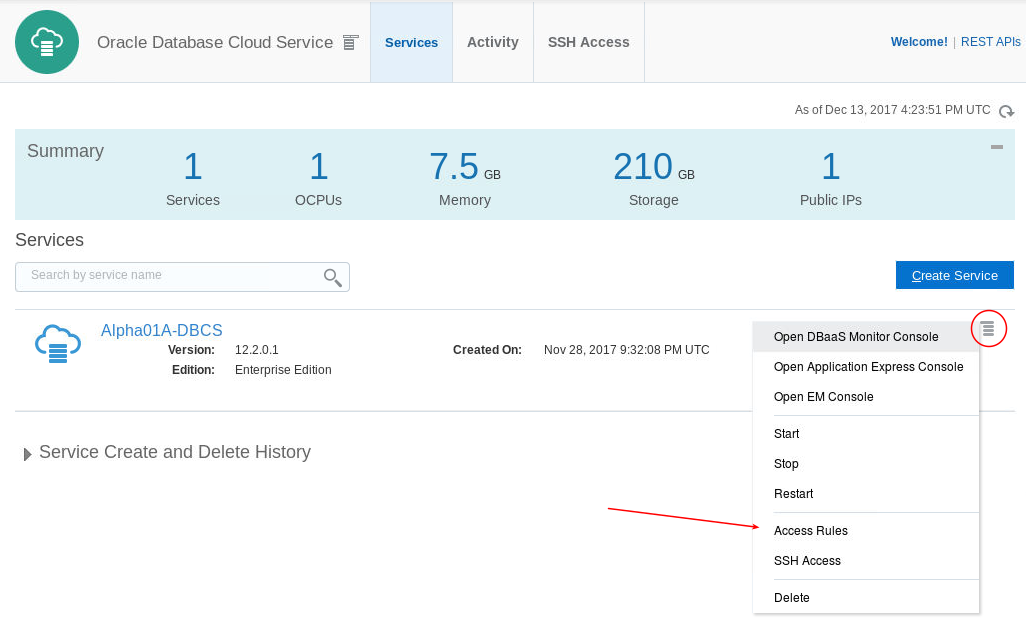 Oracle Database Cloud Service Services Activity SSH Access Welcome! | REST APIs
As of Dec 13, 2017 4:23:51 PM UTC
Summary
1 1 7.5 GB 210 GB 1
Services OCPUs Memory Storage Public IPs
Services
Search by service name
Create Service
Alpha01A-DBCS
Version: 12.2.0.1 Created On: Nov 28, 2017 9:32:08 PM UTC
Edition: Enterprise Edition
Service Create and Delete History
Open DBaaS Monitor Console
Open Application Express Console
Open EM Console
Start
Stop
Restart
Access Rules
SSH Access
Delete